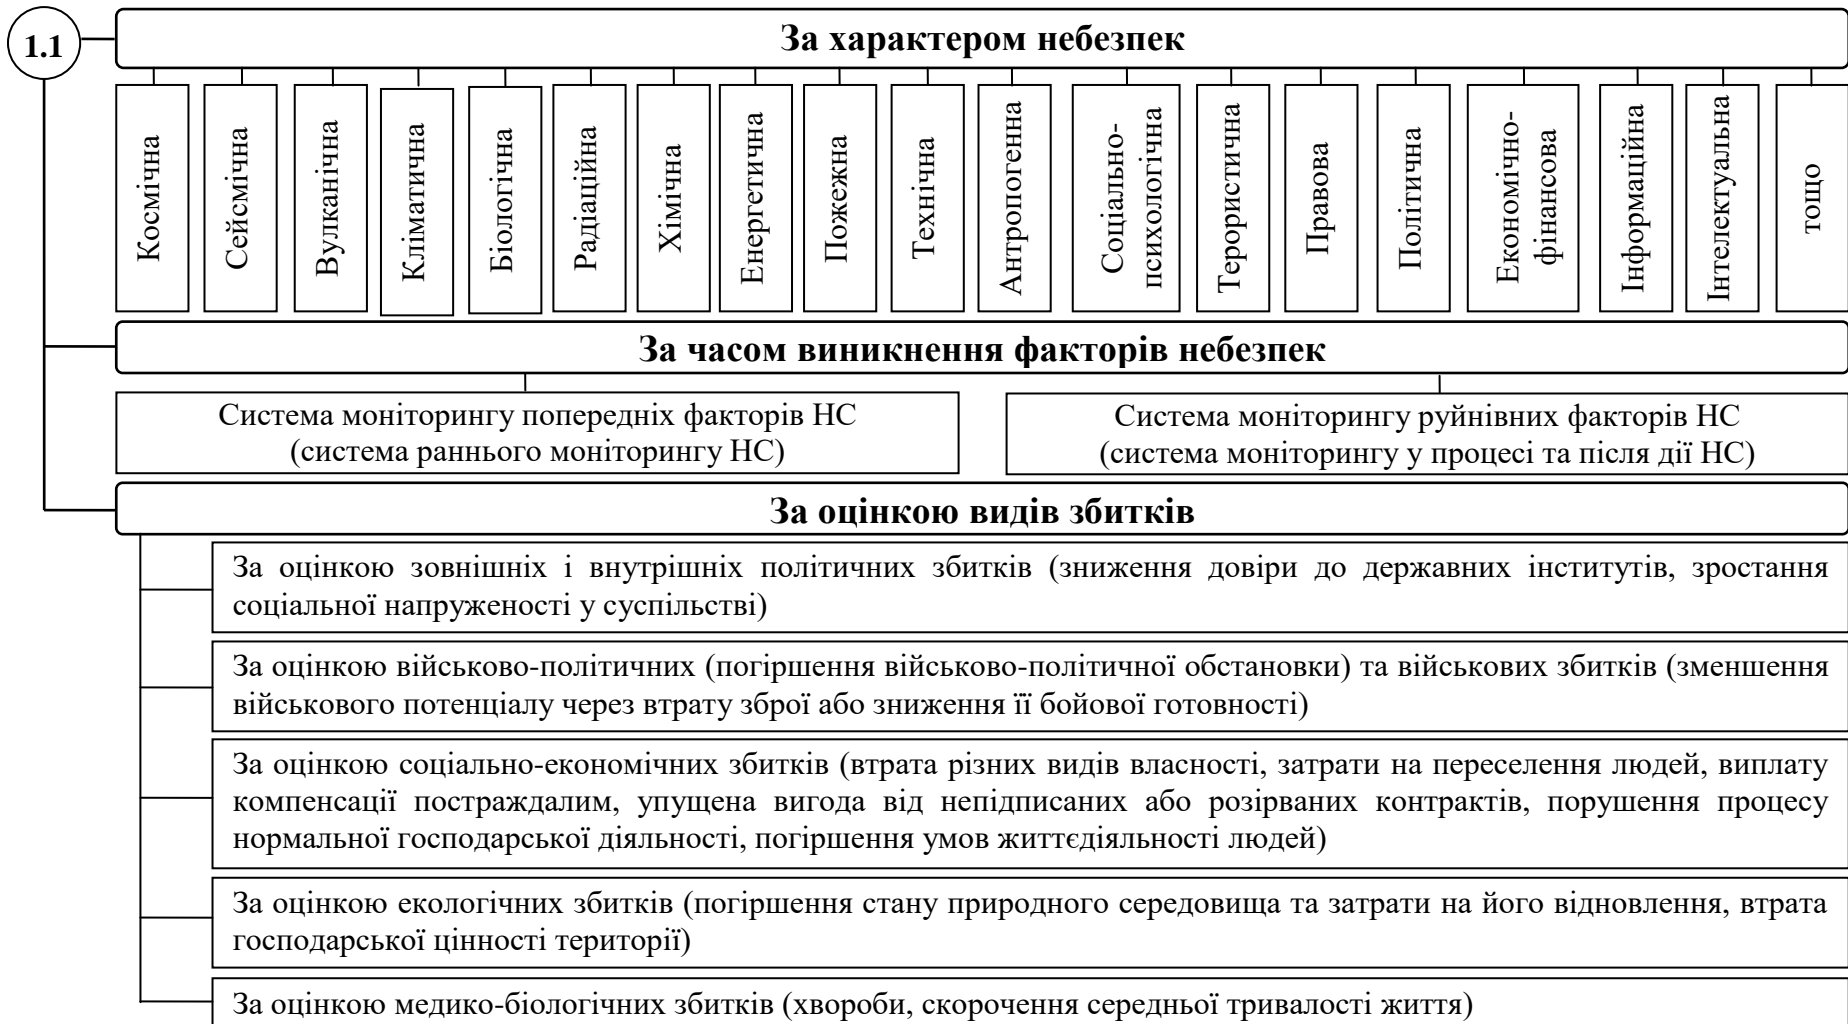 1.1
За характером небезпек
Космічна
Сейсмічна
Вулканічна
Кліматична
Біологічна
Радіаційна
Хімічна
Енергетична
Пожежна
Технічна
Антропогенна
Соціально-
психологічна
Терористична
Правова
Політична
Економічно-
фінансова
Інформаційна
Інтелектуальна
тощо
За часом виникнення факторів небезпек
Система моніторингу попередніх факторів НС
(система раннього моніторингу НС)
Система моніторингу руйнівних факторів НС
(система моніторингу у процесі та після дії НС)
За оцінкою видів збитків
За оцінкою зовнішніх і внутрішніх політичних збитків (зниження довіри до державних інститутів, зростання
соціальної напруженості у суспільстві)
За оцінкою військово-політичних (погіршення військово-політичної обстановки) та військових збитків (зменшення
військового потенціалу через втрату зброї або зниження її бойової готовності)
За оцінкою соціально-економічних збитків (втрата різних видів власності, затрати на переселення людей, виплату
компенсації постраждалим, упущена вигода від непідписаних або розірваних контрактів, порушення процесу
нормальної господарської діяльності, погіршення умов життєдіяльності людей)
За оцінкою екологічних збитків (погіршення стану природного середовища та затрати на його відновлення, втрата
господарської цінності території)
За оцінкою медико-біологічних збитків (хвороби, скорочення середньої тривалості життя)